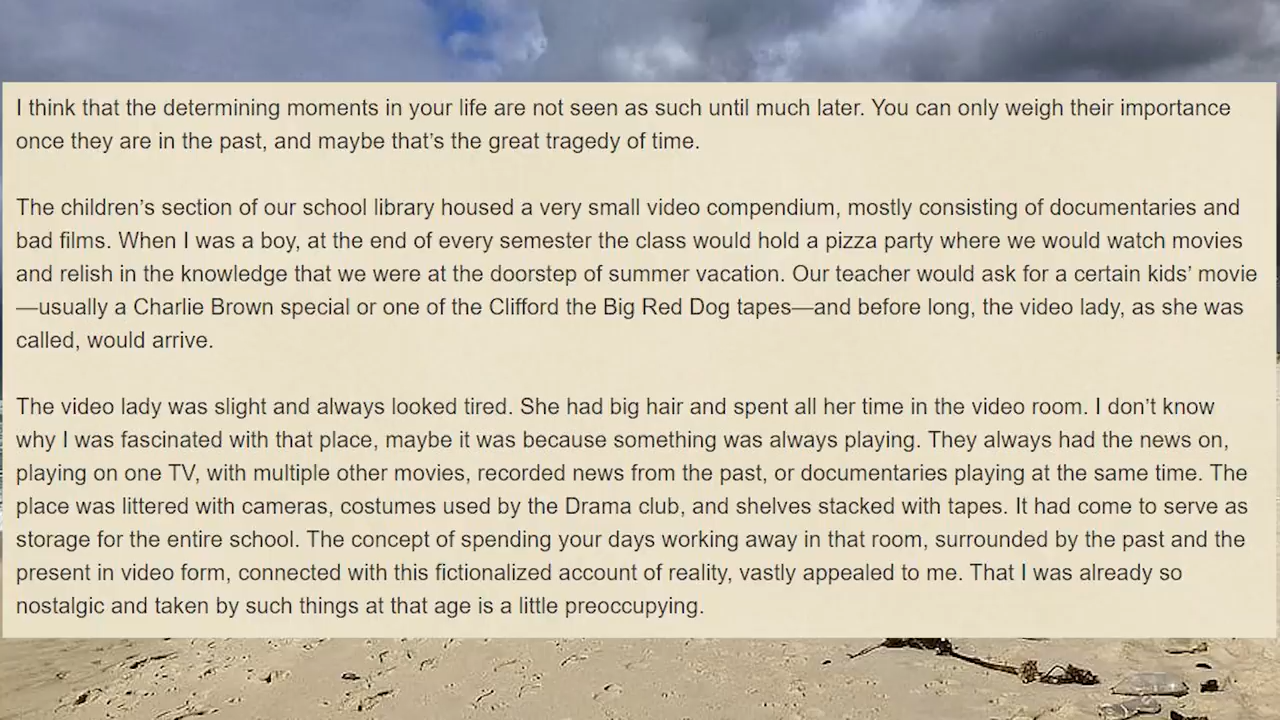 I think that the determining moments in your life are not seen as such until much later. You can only weigh their importance
once they are in the past, and maybe that’s the great tragedy of time.
The children’s section of our school library housed a very small video compendium, mostly consisting of documentaries and
bad films. When I was a boy, at the end of every semester the class would hold a pizza party where we would watch movies
and relish in the knowledge that we were at the doorstep of summer vacation. Our teacher would ask for a certain kids’ movie
—usually a Charlie Brown special or one of the Clifford the Big Red Dog tapes—and before long, the video lady, as she was
called, would arrive.
The video lady was slight and always looked tired. She had big hair and spent all her time in the video room. I don’t know
why I was fascinated with that place, maybe it was because something was always playing. They always had the news on,
playing on one TV, with multiple other movies, recorded news from the past, or documentaries playing at the same time. The
place was littered with cameras, costumes used by the Drama club, and shelves stacked with tapes. It had come to serve as
storage for the entire school. The concept of spending your days working away in that room, surrounded by the past and the
present in video form, connected with this fictionalized account of reality, vastly appealed to me. That I was already so
nostalgic and taken by such things at that age is a little preoccupying.